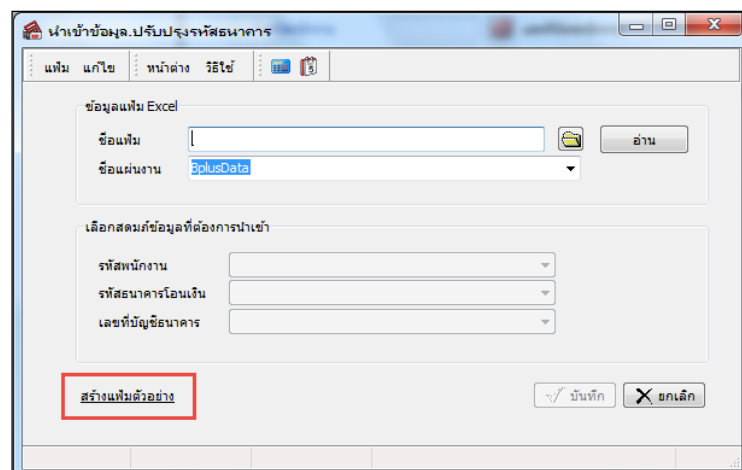 นำเข้าข้อมูล.ปรับปรุงรหัสธนาคาร
แฟ้ม แก้ไข หน้าต่าง วิธีใช้
ข้อมูลแฟ้ม Excel
ชื่อแฟ้ม อ่าน
ชื่อแผ่นงาน BplusData
เลือกสดมภ์ข้อมูลที่ต้องการนำเข้า
รหัสพนักงาน
รหัสธนาคารโอนเงิน
เลขที่บัญชีธนาคาร
สร้างแฟ้มตัวอย่าง บันทึก ยกเลิก